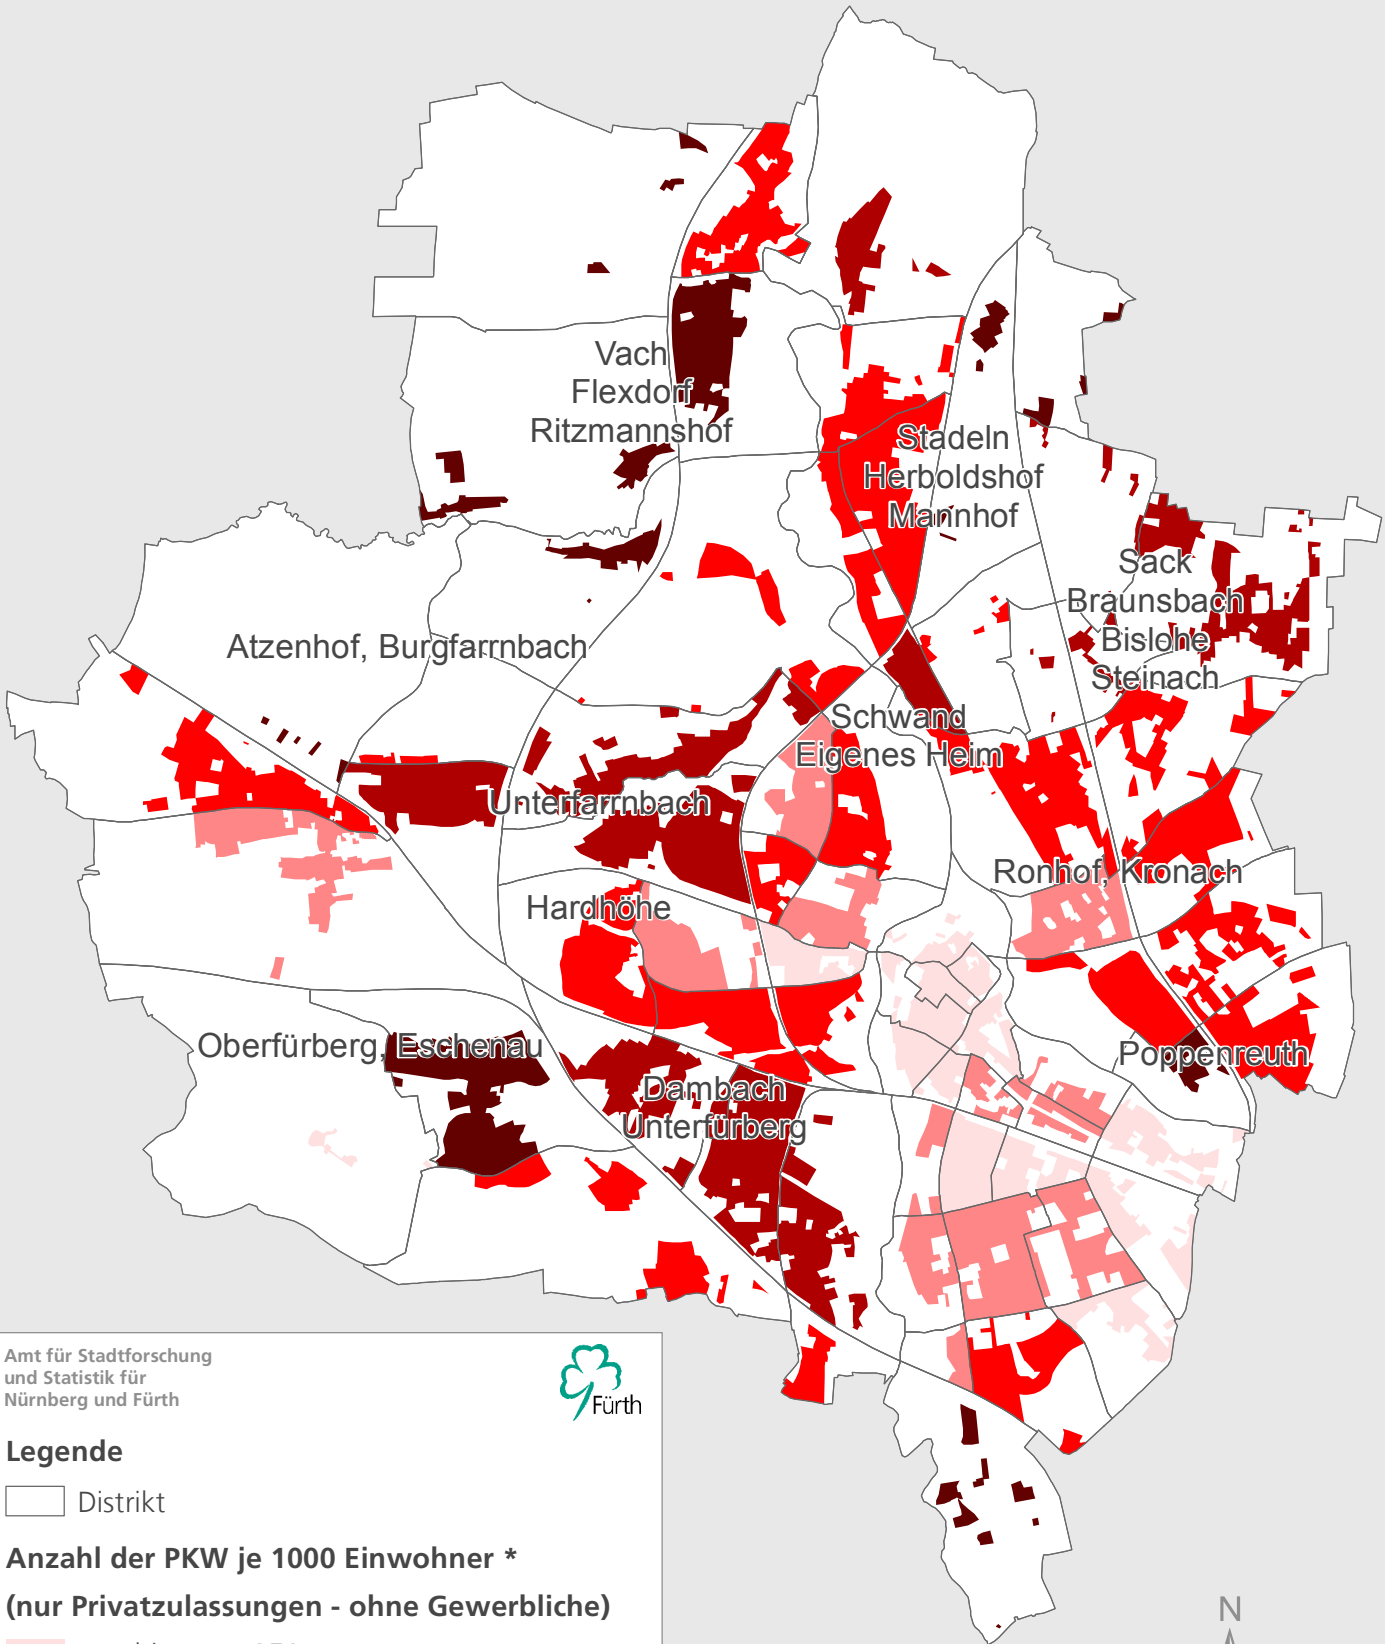 Vach
Flexdorf
Ritzmannshof
Stadeln
Herboldshof
Mannhof
Sack
Braunsbach
Bislohe
Steinach
Atzenhof, Burgfarrnbach
Schwand
Eigenes Heim
Unterfarrnbach
Ronhof, Kronach
Hardhöhe
Oberfürberg, Eschenau
Poppenreuth
Dambach
Unterfürberg
Amt für Stadtforschung
und Statistik für
Nürnberg und Fürth
Fürth
Legende
Distrikt
Anzahl der PKW je 1000 Einwohner *
(nur Privatzulassungen - ohne Gewerbliche)
N